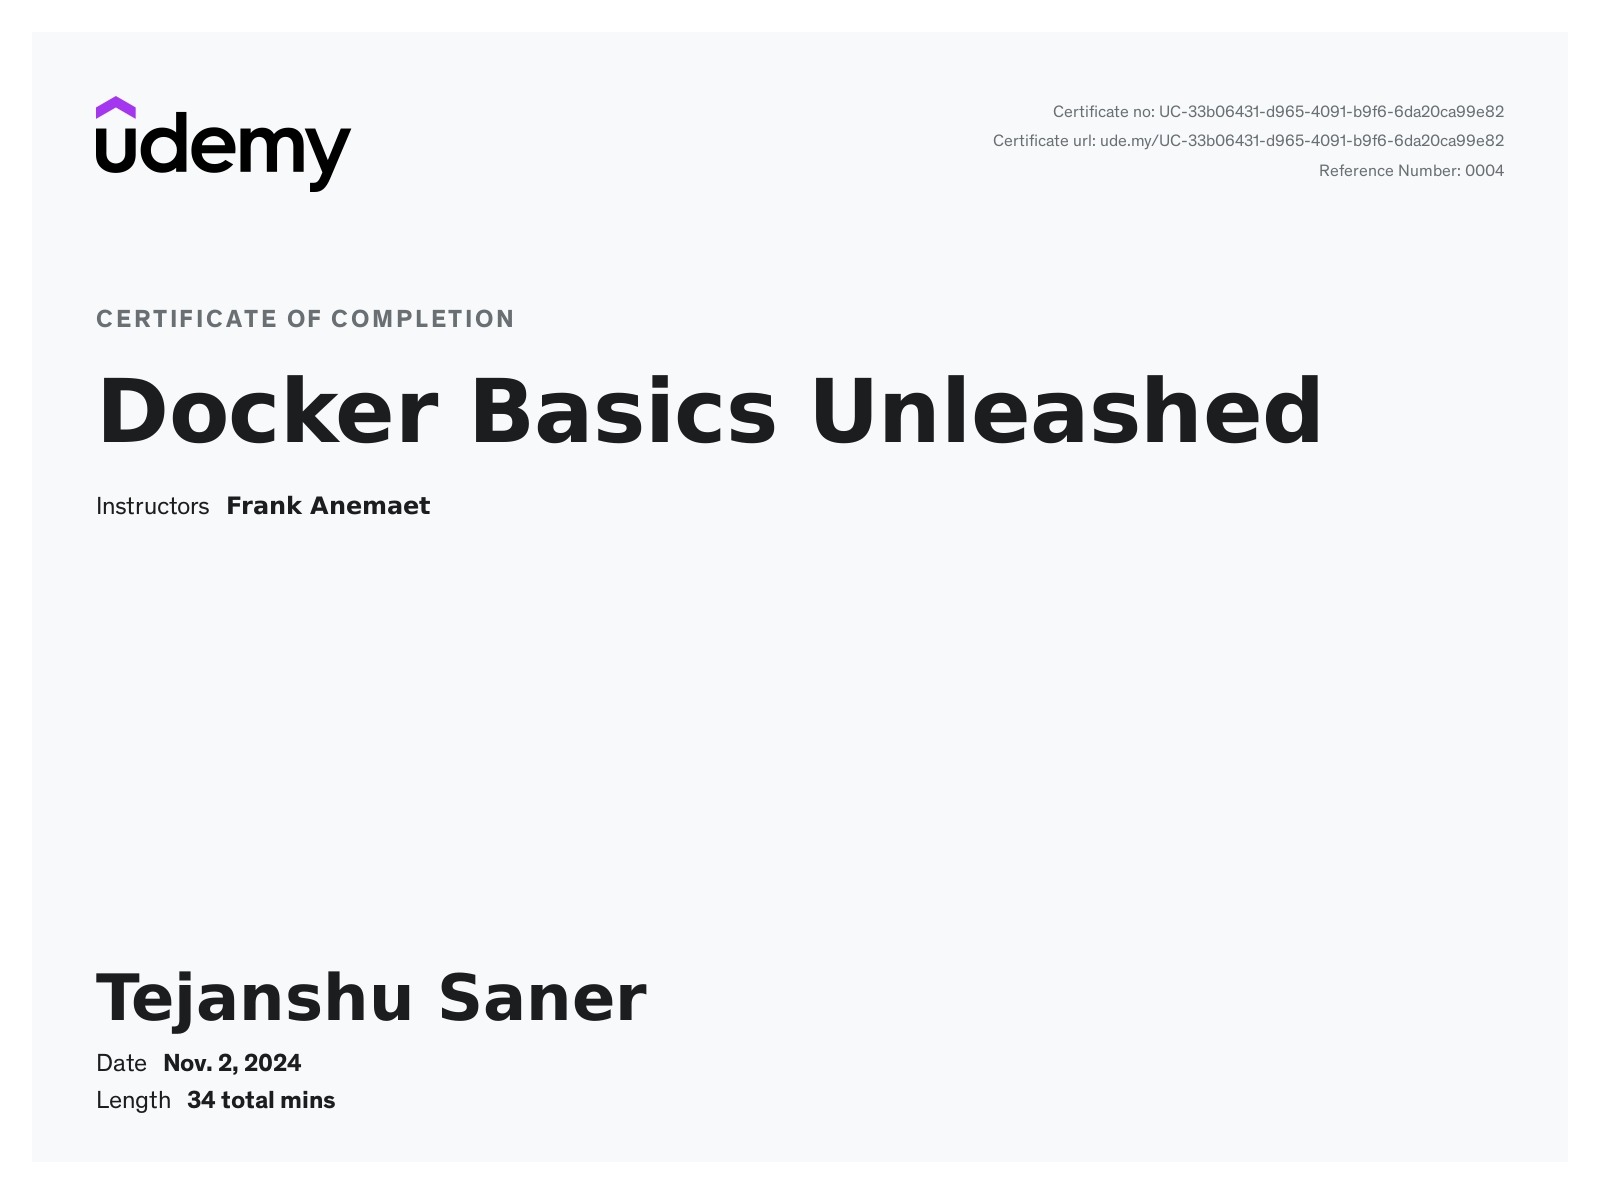 udemy
Certificate no: UC-33b06431-d965-4091-b9f6-6da20ca99e82
Certificate url: ude.my/UC-33b06431-d965-4091-b9f6-6da20ca99e82
Reference Number: 0004
CERTIFICATE OF COMPLETION
Docker Basics Unleashed
Instructors Frank Anemaet
Tejanshu Saner
Date Nov. 2, 2024
Length 34 total mins